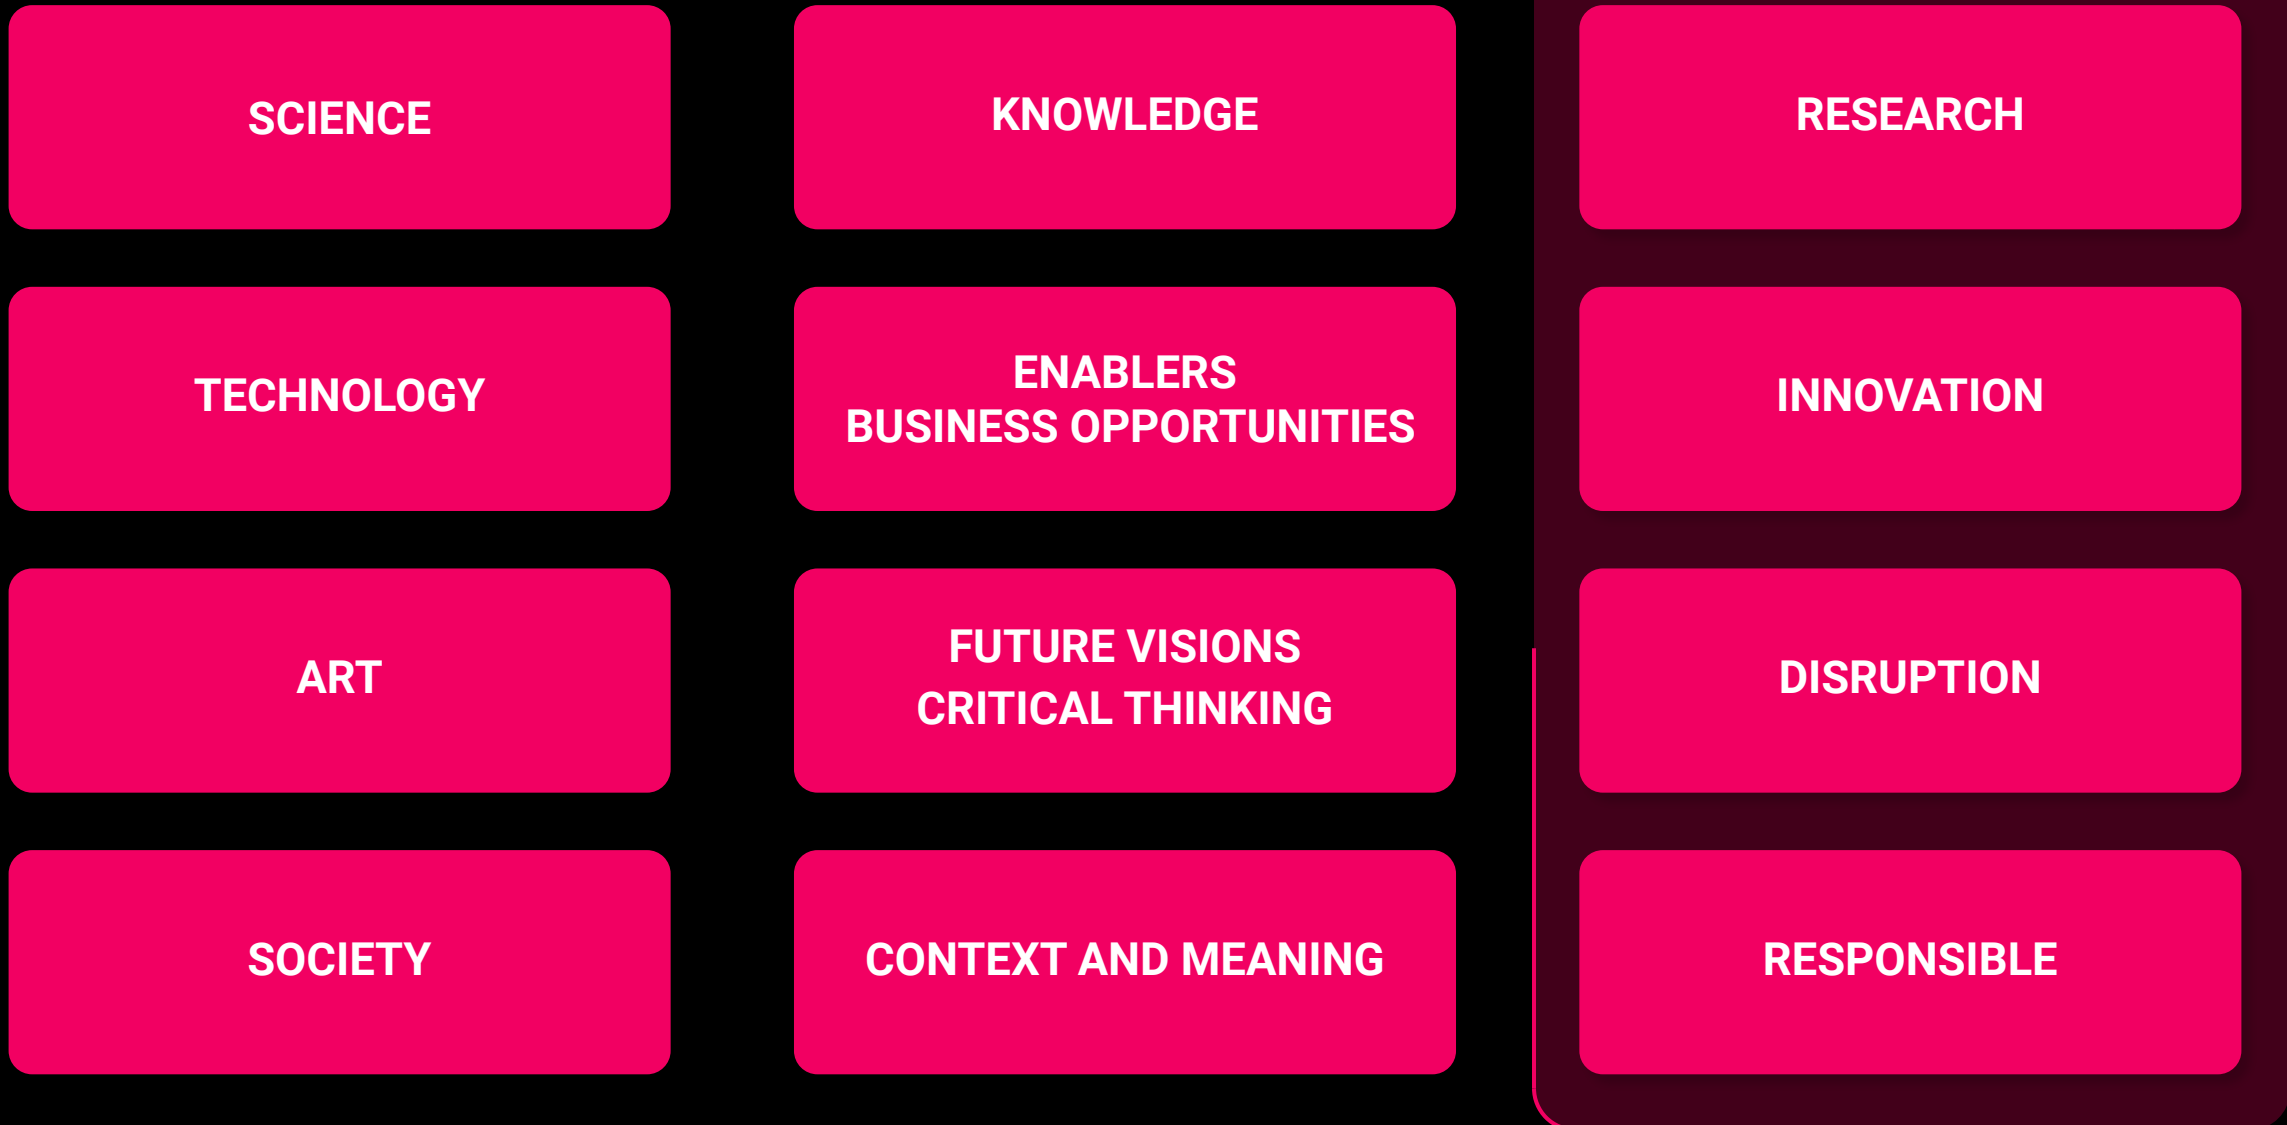 SCIENCE
KNOWLEDGE
RESEARCH
TECHNOLOGY
ENABLERS
BUSINESS OPPORTUNITIES
INNOVATION
ART
FUTURE VISIONS
CRITICAL THINKING
DISRUPTION
SOCIETY
CONTEXT AND MEANING
RESPONSIBLE